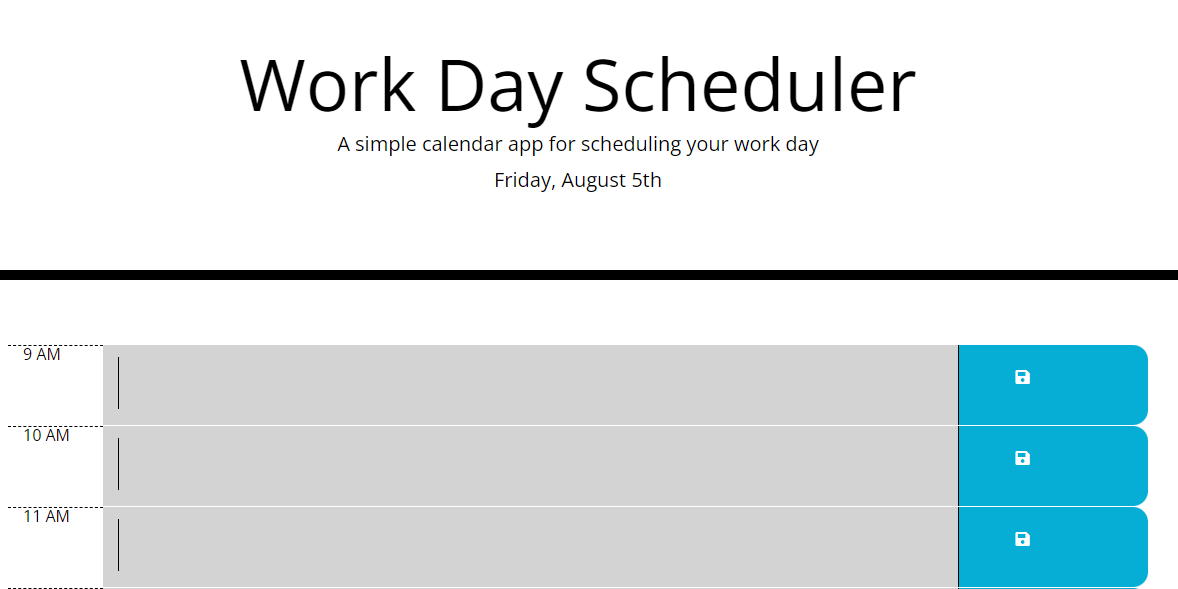 Work Day Scheduler
A simple calendar app for scheduling your work day
Friday, August 5th
9 AM
10 AM
11 AM